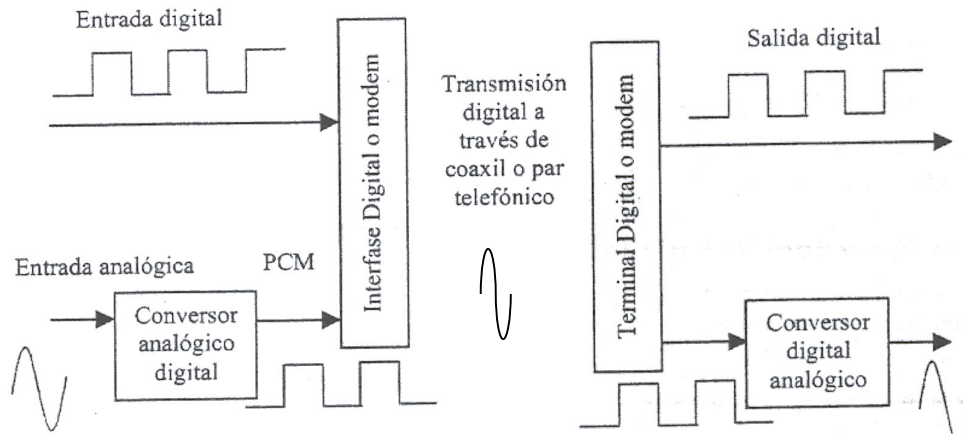 Entrada digital
Interfase Digital o modem
Transmisión
digital a
través de
coaxil o par
telefónico
Terminal Digital o modem
Salida digital
Entrada analógica
PCM
Conversor
analógico
digital
Conversor
digital
analógico